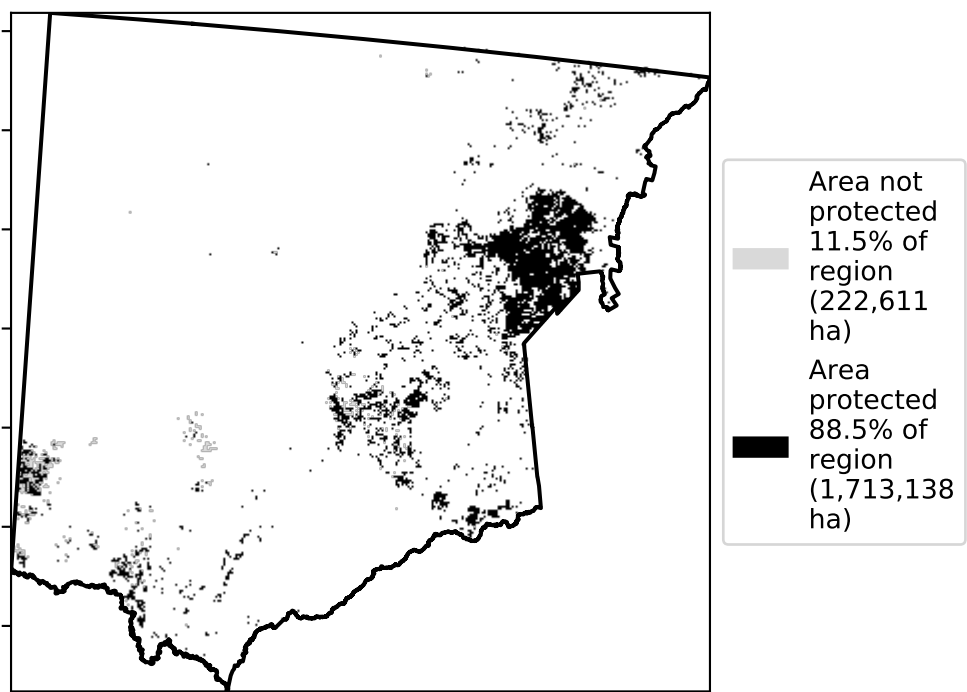 Area not
protected
11.5% of
region
(222,611
ha)
Area
protected
88.5% of
region
(1,713,138
ha)